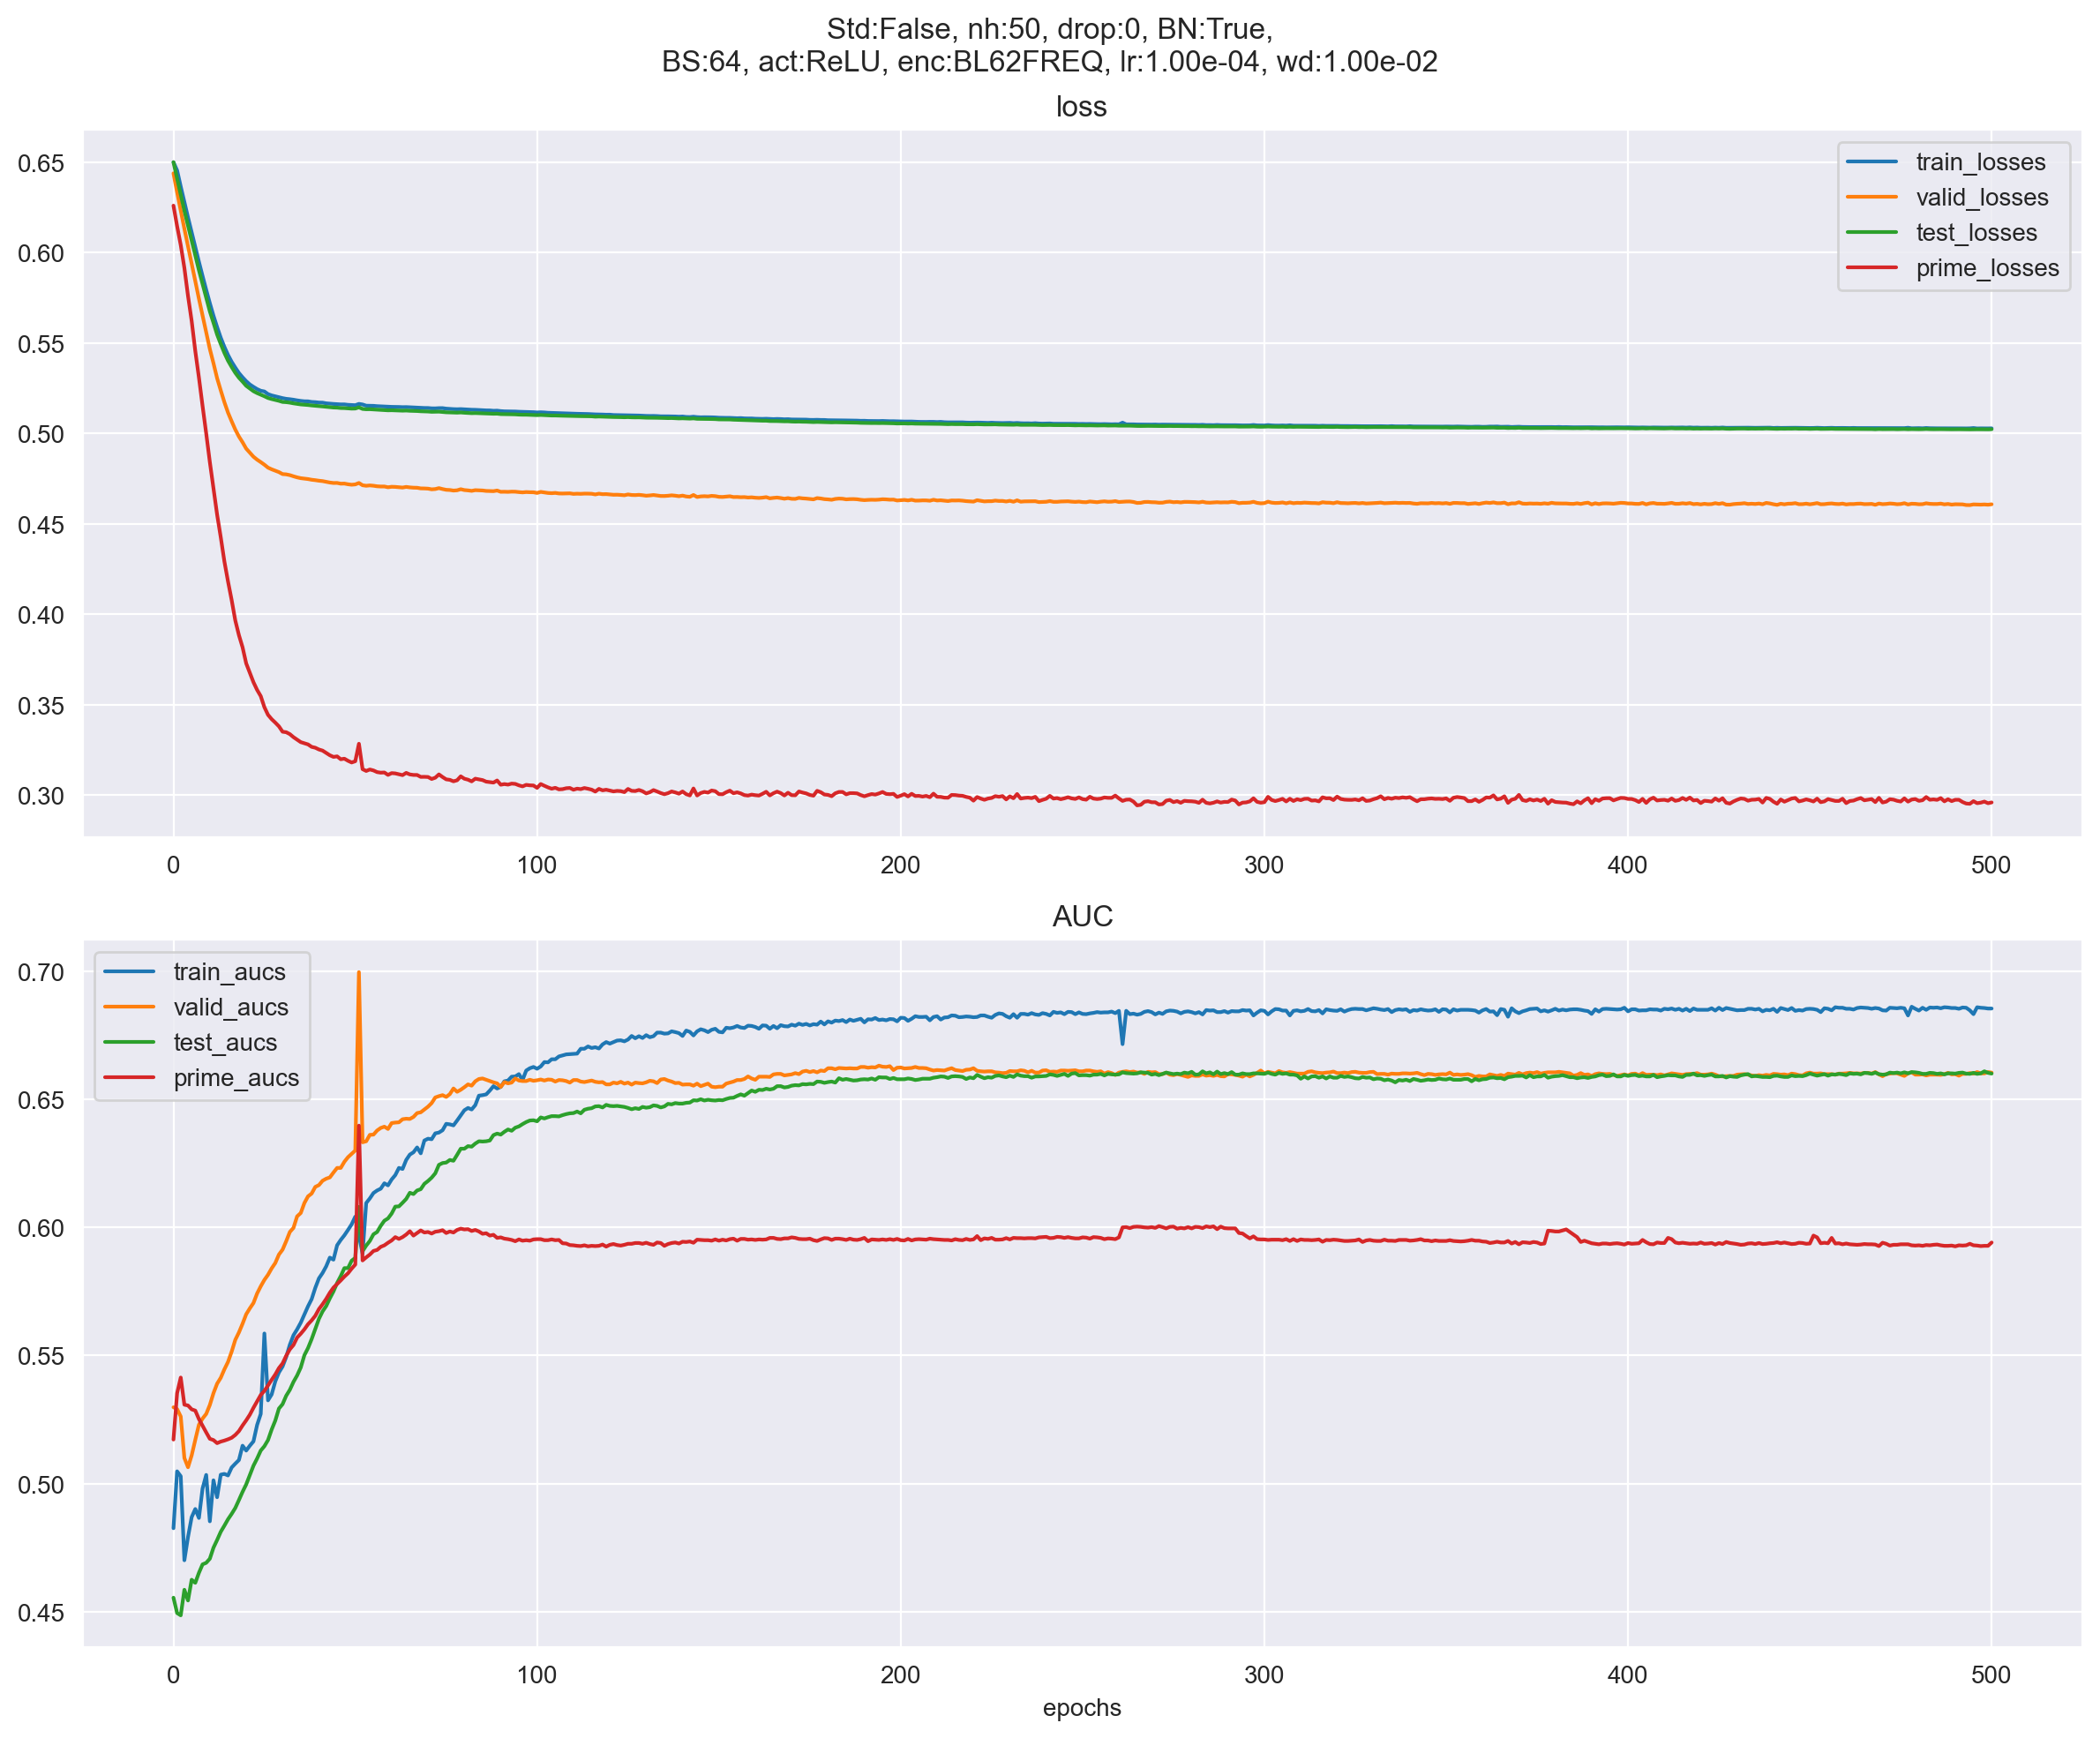 Std:False, nh:50, drop:0, BN:True,
BS:64, act:ReLU, enc:BL62FREQ, lr:1.00e-04, wd:1.00e-02
loss
0.65
0.60
0.55
0.50
0.45
0.40
0.35
0.30
train_losses
valid_losses
test_losses
prime_losses
0 100 200 300 400 500
AUC
0.70
0.65
0.60
0.55
0.50
0.45
train_aucs
valid_aucs
test_aucs
prime_aucs
0 100 200 300 400 500
epochs